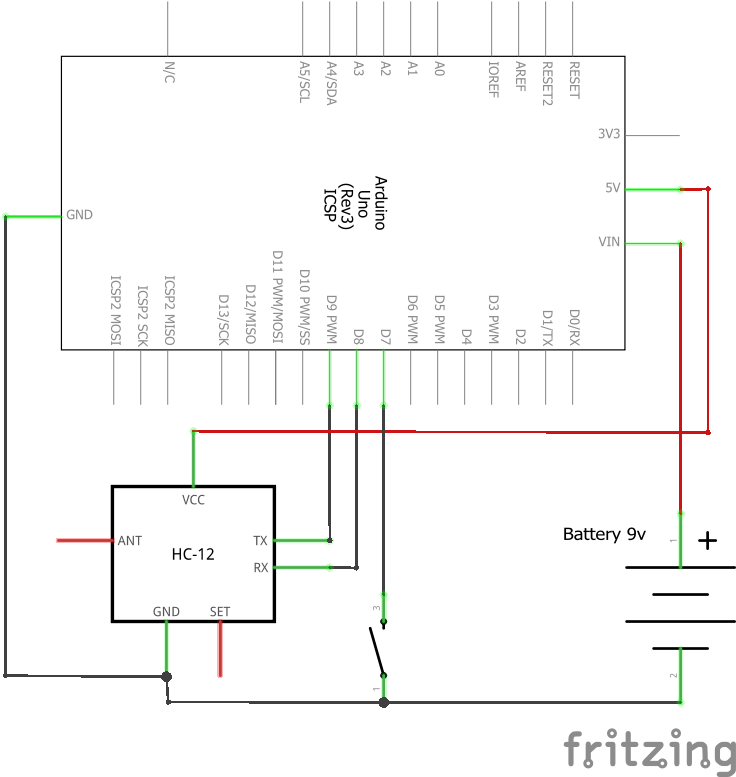 N/C
A5/SCL
A4/SDA
A3
A2
A1
A0
IOREF
AREF
RESET2
RESET
3V3
5V
VIN
GND
Arduino
Uno
(Rev3)
ICSP
ICSP2 MOSI
ICSP2 SCK
ICSP2 MISO
D13/SCK
D12/MISO
D11 PWM/MOSI
D10 PWM/SS
D9 PWM
D8
D7
D6 PWM
D5 PWM
D4
D3 PWM
D2
D1/TX
D0/RX
VCC
ANT
HC-12
TX
RX
GND
SET
3
1
Battery 9v
1
+
2
fritzing